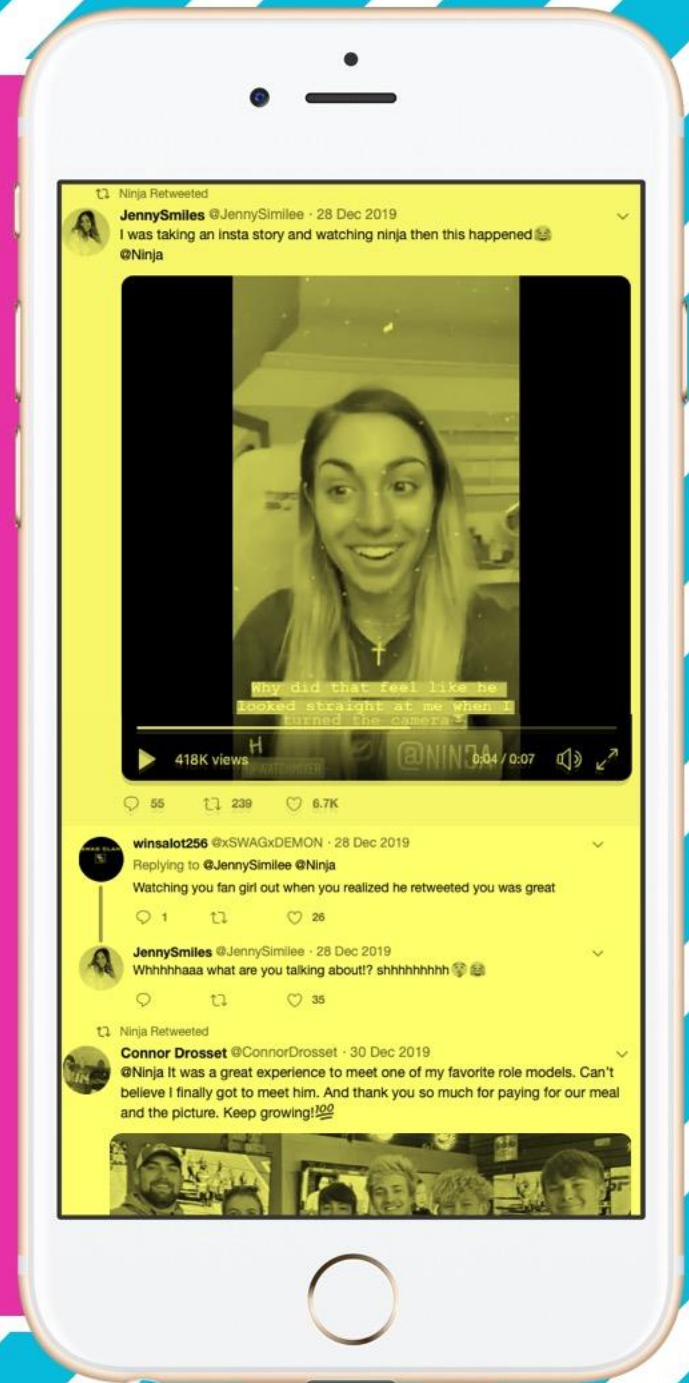 Ninja Retweeted
JennySmiles @JennySimilee · 28 Dec 2019
I was taking an insta story and watching ninja then this happened😂
@Ninja
Why did that feel like he
looked straight at me when I
turned the camera
418K views
H
@NINJA
0:04 / 0:07
55 239 6.7K
winsalot256 @xSWAGxDEMON · 28 Dec 2019
Replying to @JennySimilee @Ninja
Watching you fan girl out when you realized he retweeted you was great
1 26
JennySmiles @JennySimilee · 28 Dec 2019
Whhhhhaaa what are you talking about!? shhhhhhhhh🤫😂
35
Ninja Retweeted
Connor Drosset @ConnorDrosset · 30 Dec 2019
@Ninja It was a great experience to meet one of my favorite role models. Can't
believe I finally got to meet him. And thank you so much for paying for our meal
and the picture. Keep growing!💯